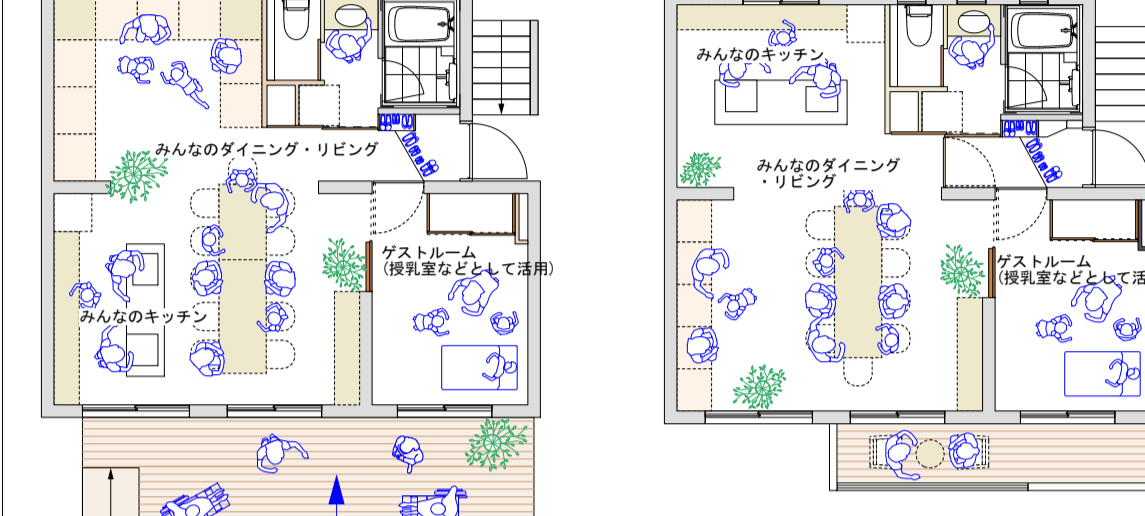 みんなのダイニング・リビング
ゲストルーム
(授乳室などとして活用)
みんなのキッチン
みんなのキッチン
みんなのダイニング
・リビング
ゲストルーム
(授乳室などとして活